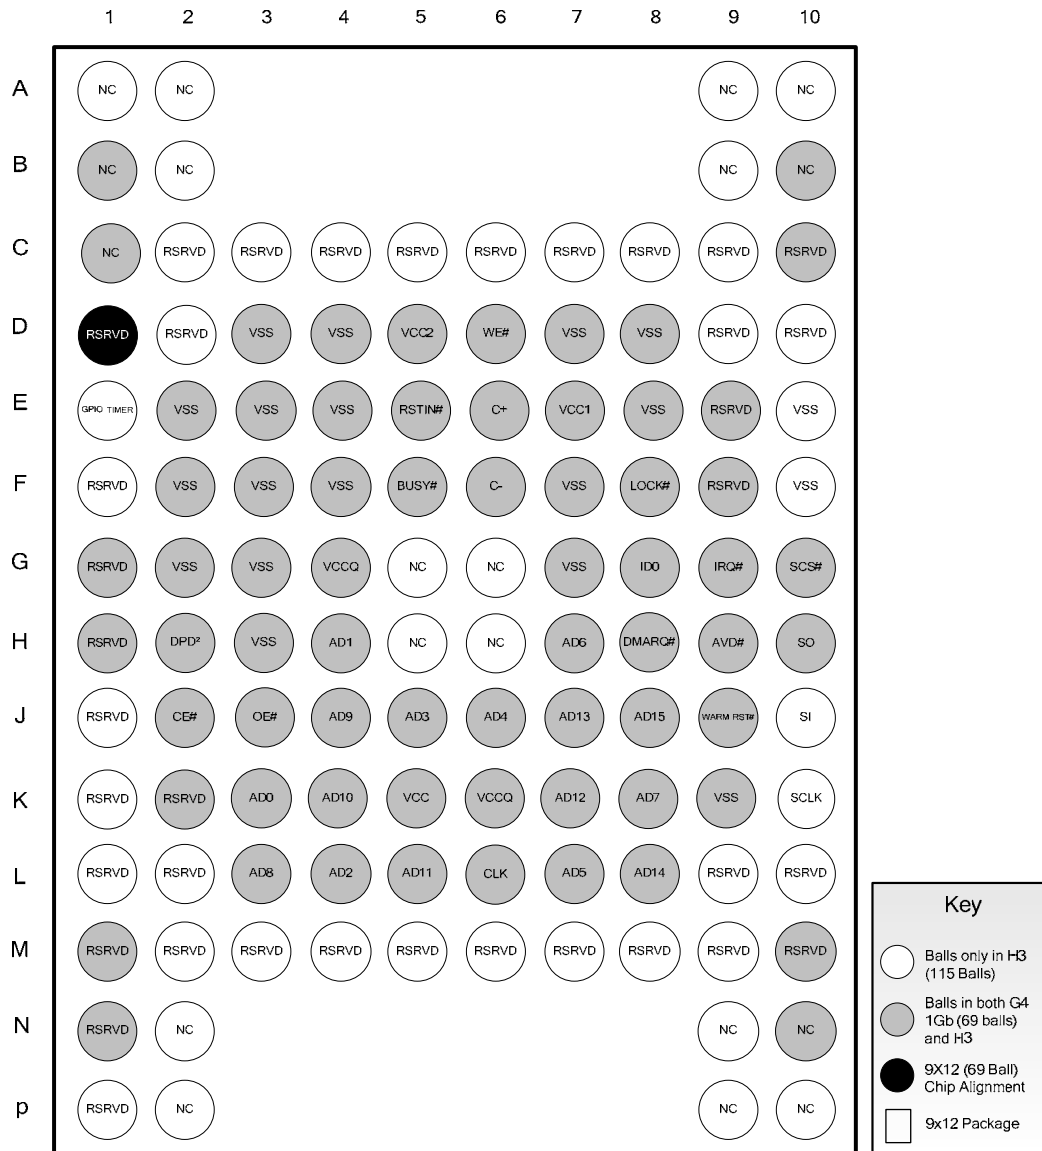 1 2 3 4 5 6 7 8 9 10
A NC NC NC NC
B NC NC NC NC
C NC RSRVD RSRVD RSRVD RSRVD RSRVD RSRVD RSRVD RSRVD RSRVD
D RSRVD RSRVD VSS VSS VCC2 WE# VSS VSS RSRVD RSRVD
E GPIO TIMER VSS VSS VSS RSTIN# C+ VCC1 VSS RSRVD VSS
F RSRVD VSS VSS VSS BUSY# C- VSS LOCK# RSRVD VSS
G RSRVD VSS VSS VCCQ NC NC VSS ID0 IRQ# SCS#
H RSRVD DPD² VSS AD1 NC NC AD6 DMARQ# AVD# SO
J RSRVD CE# OE# AD9 AD3 AD4 AD13 AD15 WARM RST# SI
K RSRVD RSRVD AD0 AD10 VCC VCCQ AD12 AD7 VSS SCLK
L RSRVD RSRVD AD8 AD2 AD11 CLK AD5 AD14 RSRVD RSRVD
M RSRVD RSRVD RSRVD RSRVD RSRVD RSRVD RSRVD RSRVD RSRVD RSRVD
N RSRVD NC NC NC
p RSRVD NC NC NC
Key
Balls only in H3
(115 Balls)
Balls in both G4
1Gb (69 balls)
and H3
9X12 (69 Ball)
Chip Alignment
9x12 Package